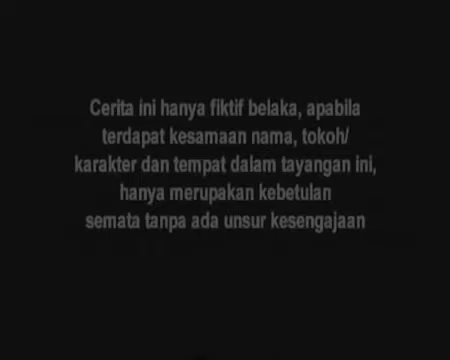 Cerita ini hanya fiktif belaka, apabila
terdapat kesamaan nama, tokoh/
karakter dan tempat dalam tayangan ini,
hanya merupakan kebetulan
semata tanpa ada unsur kesengajaan